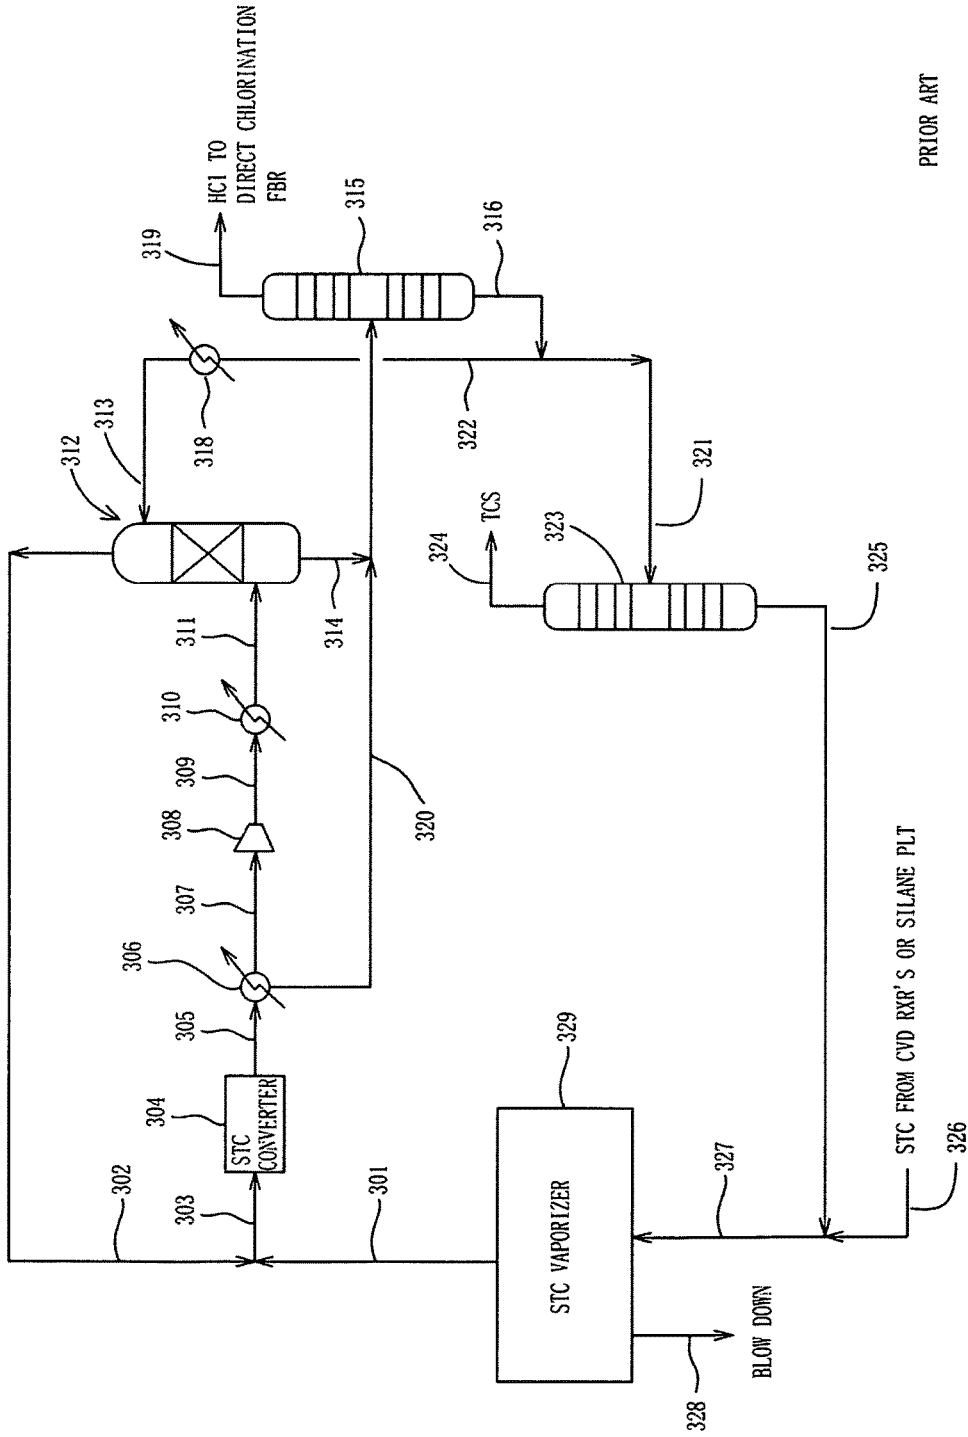 312
313
302
306
319
304
310
308
303
305
307
309
311
318
HC1 TO
DIRECT CHLORINATION
FBR
STC
CONVERTER
314
315
301
320
324
322
316
TCS
323
STC VAPORIZER
329
328
321
327
BLOW DOWN
325
STC FROM CVD RXR'S OR SILANE PLT
PRIOR ART
326